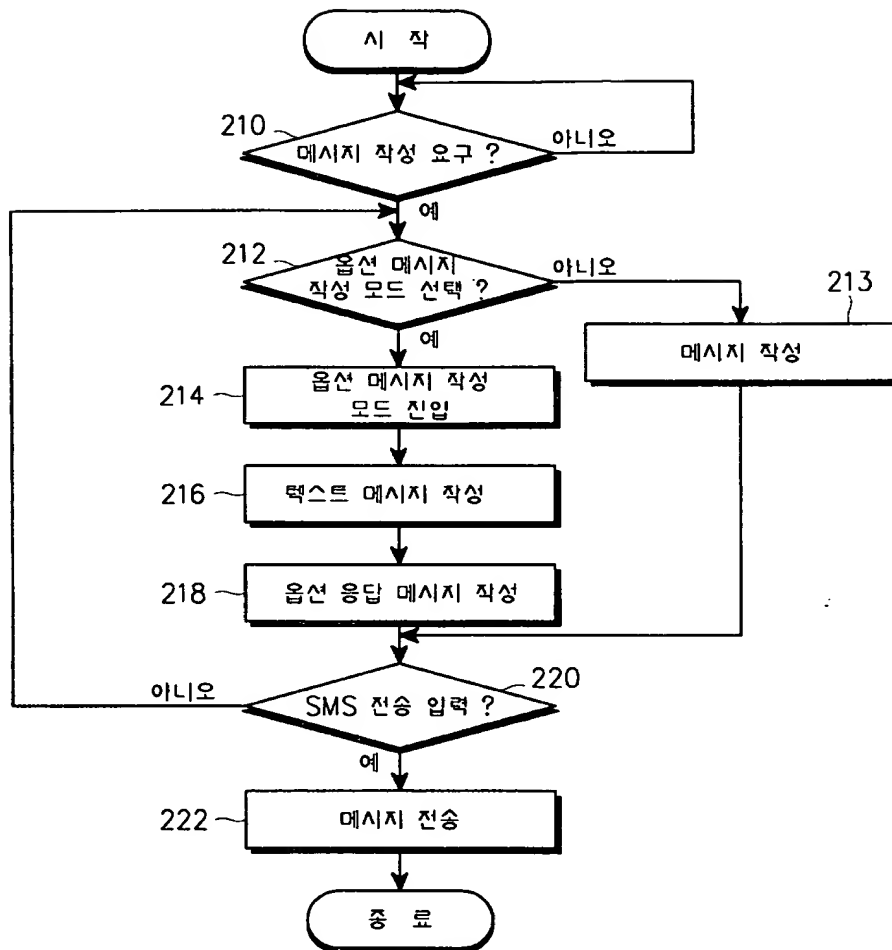 시 작
210
메시지 작성 요구 ?
아니오
예
212
옵션 메시지
작성 모드 선택 ?
아니오
213
메시지 작성
예
214
옵션 메시지 작성
모드 진입
216
텍스트 메시지 작성
218
옵션 응답 메시지 작성
220
아니오
SMS 전송 입력 ?
예
222
메시지 전송
종 료